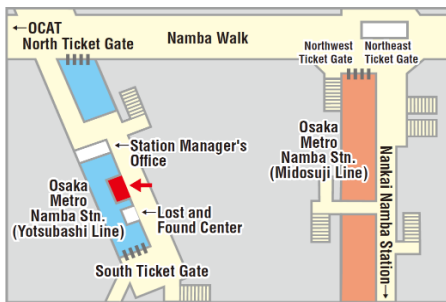 ←OCAT
North Ticket Gate
Namba Walk
Northwest
Ticket Gate
Northeast
Ticket Gate
←Station Manager's
Office
Osaka
Metro
Namba Stn.
(Yotsubashi Line)
←Lost and
Found Center
South Ticket Gate
Osaka
Metro
Namba Stn.
(Midosuji Line)
Nankai Namba Station→